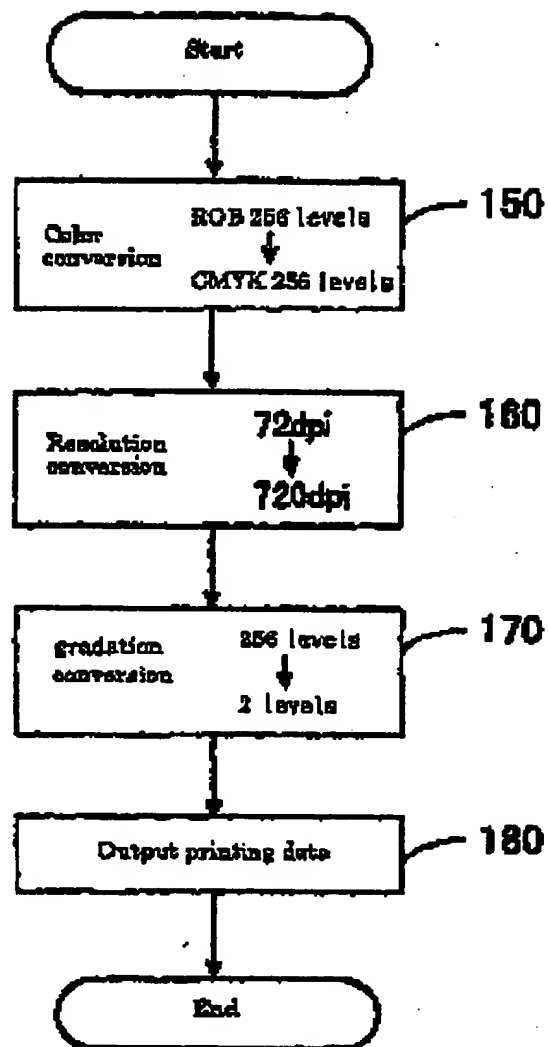 Start
Color
conversion
RGB 256 levels
CMYK 256 levels
150
Resolution
conversion
72dpi
720dpi
160
gradation
conversion
256 levels
2 levels
170
Output printing data
180
End